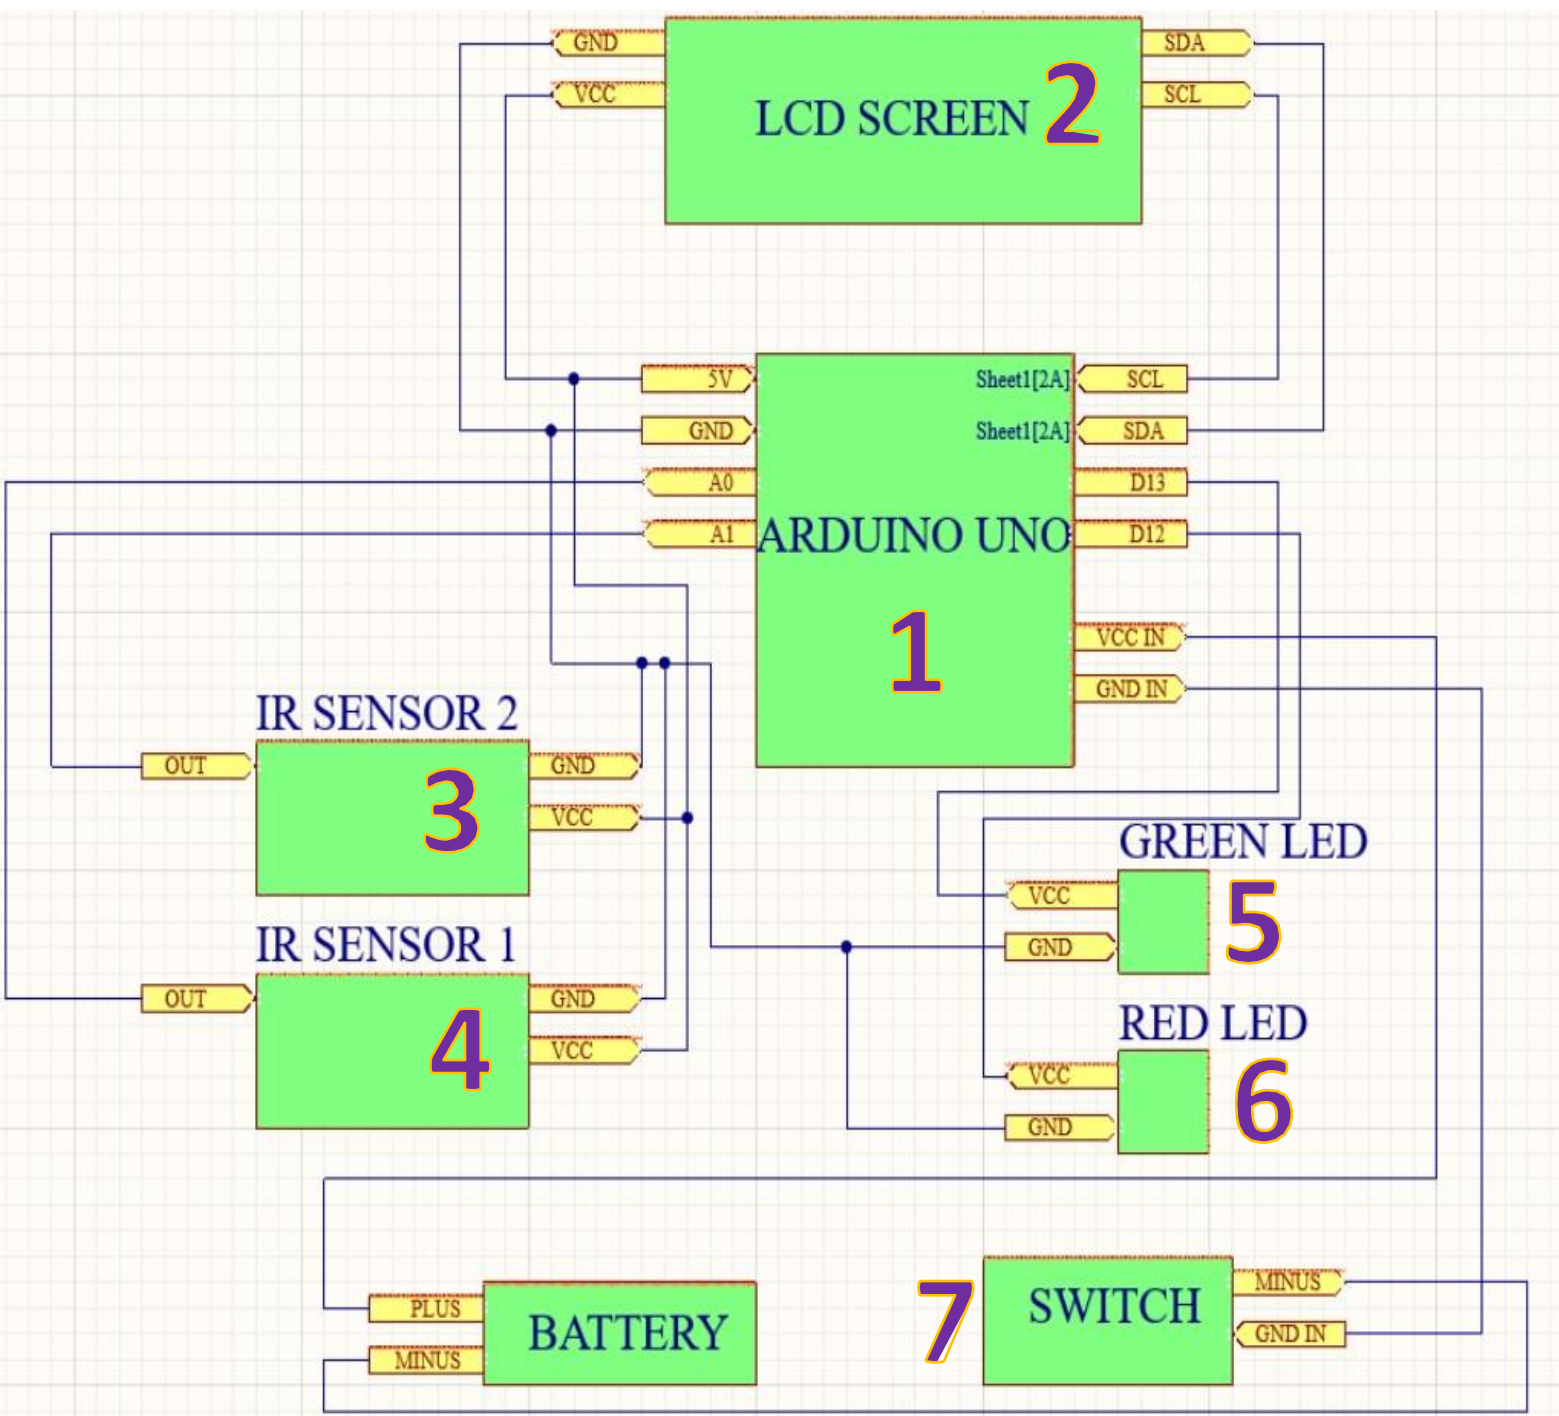 GND
SDA
VCC
SCL
LCD SCREEN 2
5V
Sheet1[2A]
SCL
GND
Sheet1[2A]
SDA
A0
D13
A1
ARDUINO UNO
D12
1
VCC IN
GND IN
IR SENSOR 2
OUT
3
GND
VCC
GREEN LED
VCC
5
GND
IR SENSOR 1
OUT
4
GND
VCC
RED LED
VCC
6
GND
PLUS
BATTERY
MINUS
7
SWITCH
MINUS
GND IN